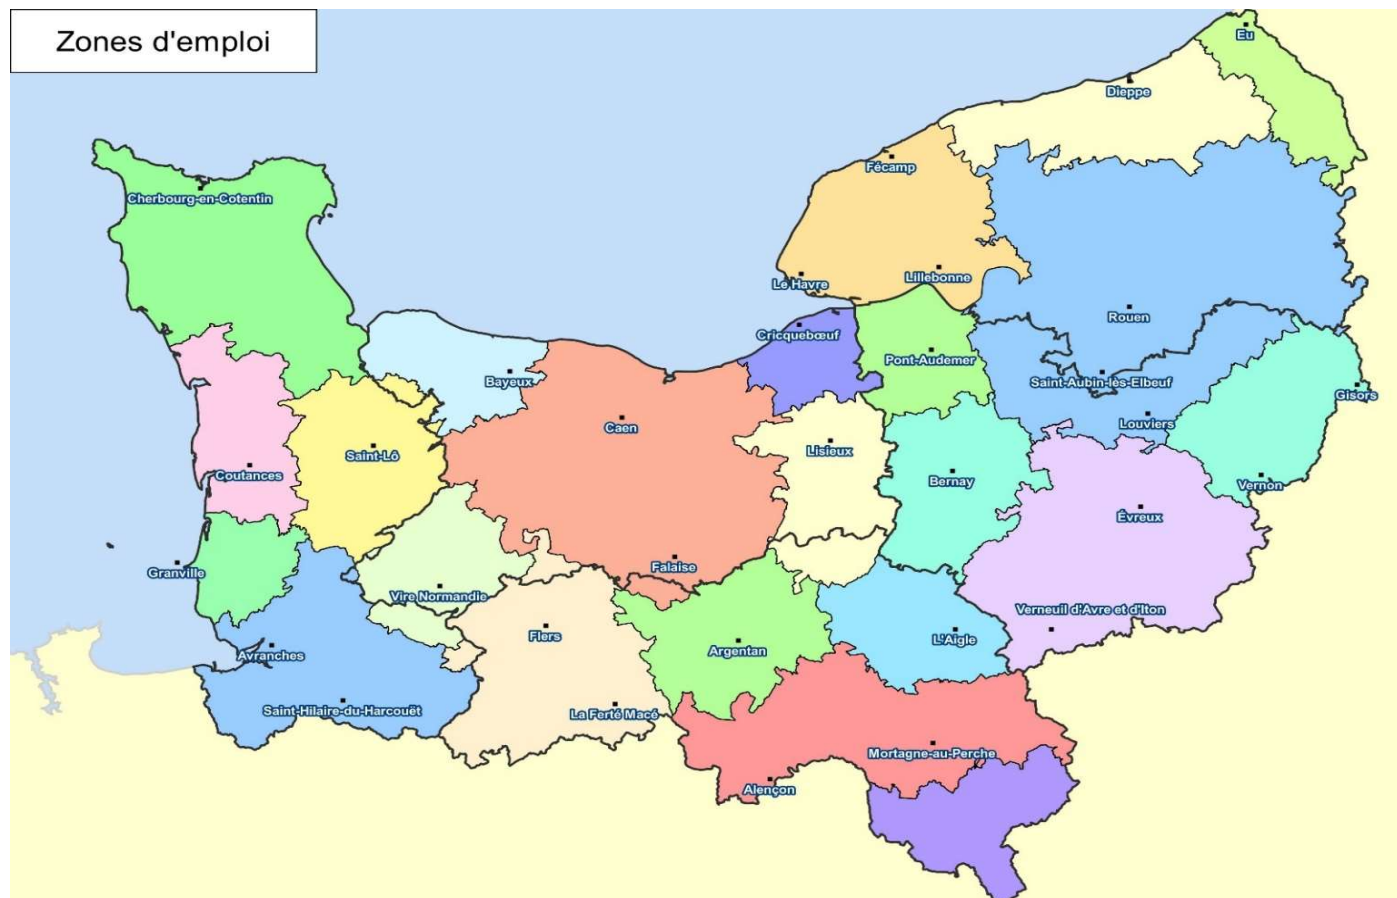 Zones d'emploi
Eu
Dieppe
Fécamp
Cherbourg-en-Cotentin
Le Havre
Lillebonne
Rouen
Cricquebœuf
Pont-Audemer
Bayeux
Saint-Aubin-lès-Elbeuf
Gisors
Caen
Louviers
Saint-Lô
Lisieux
Coutances
Bernay
Vernon
Évreux
Granville
Falaise
Vire Normandie
Verneuil d'Avre et d'Iton
Flers
L'Aigle
Avranches
Argentan
Saint-Hilaire-du-Harcouët
La Ferté Macé
Mortagne-au-Perche
Alençon